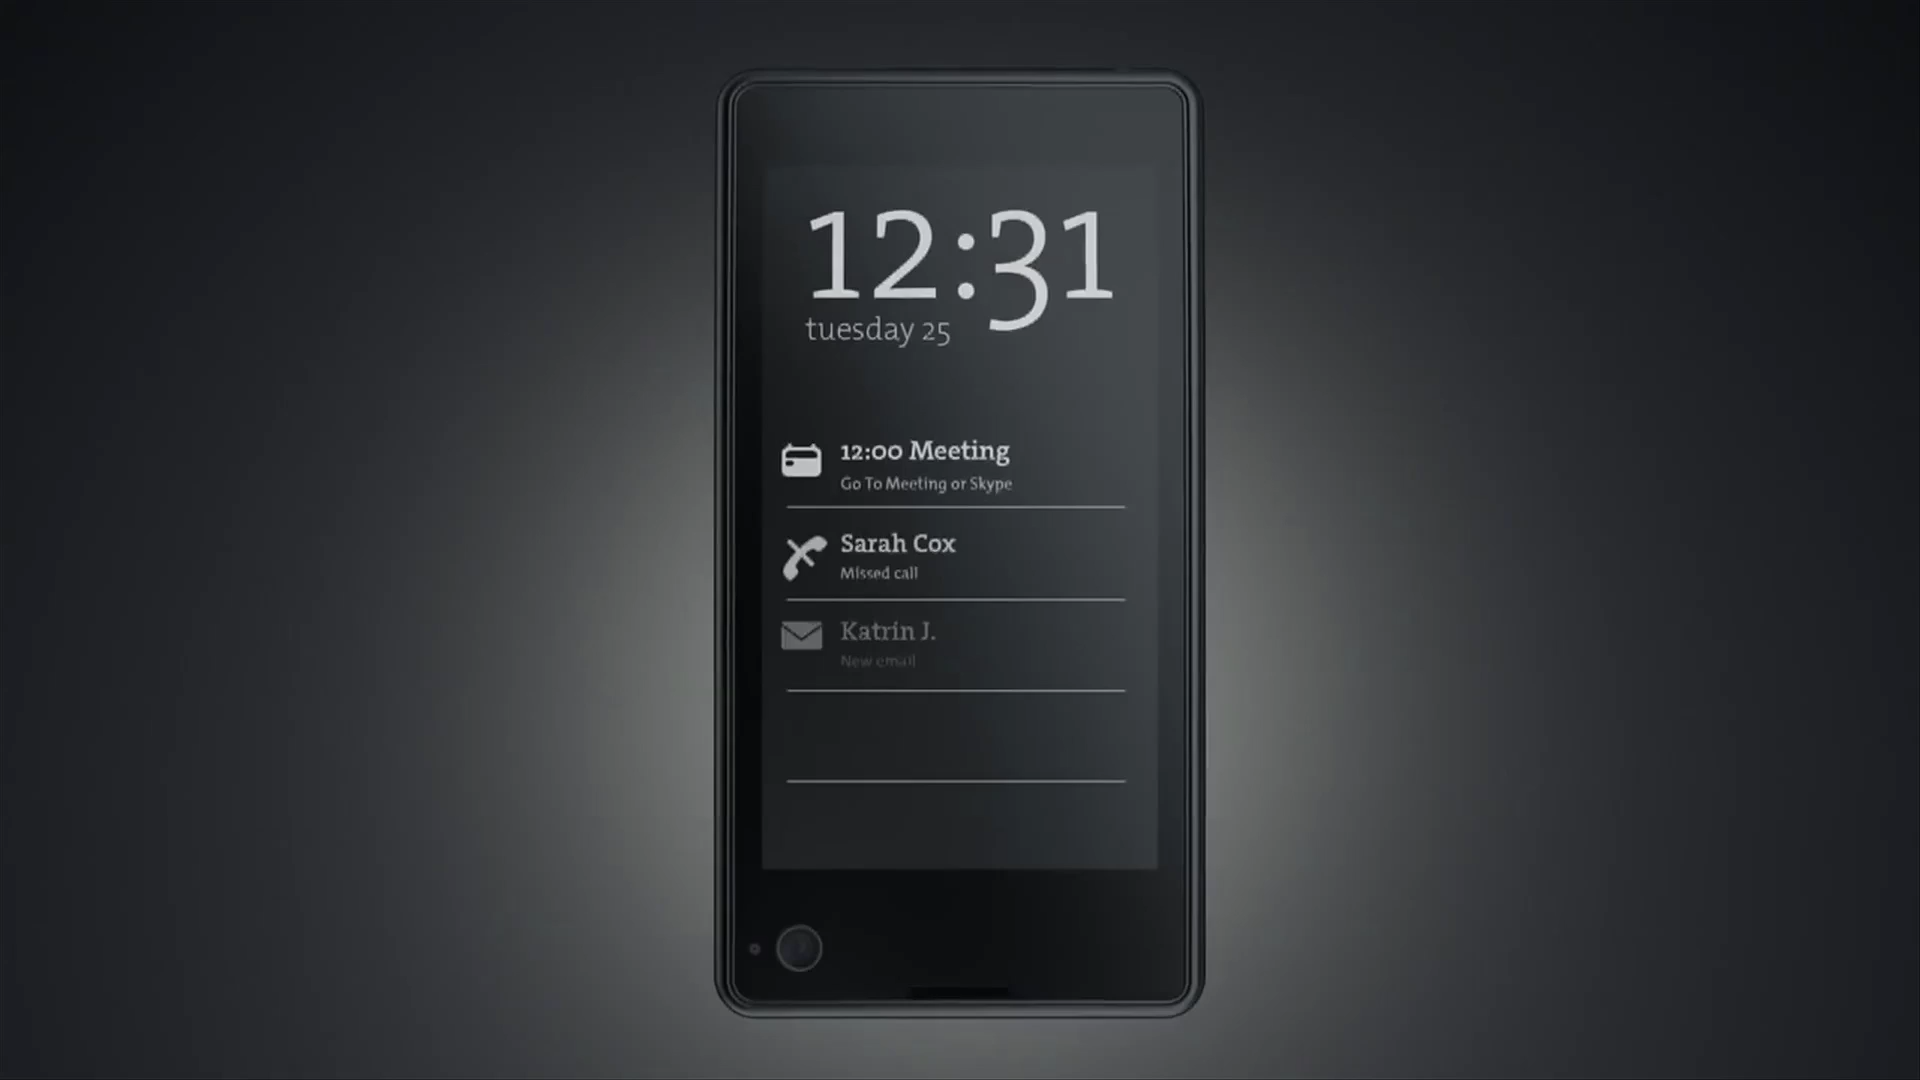 12:31
tuesday 25
12:00 Meeting
Go To Meeting or Skype
Sarah Cox
Missed call
Katrin J.
New email